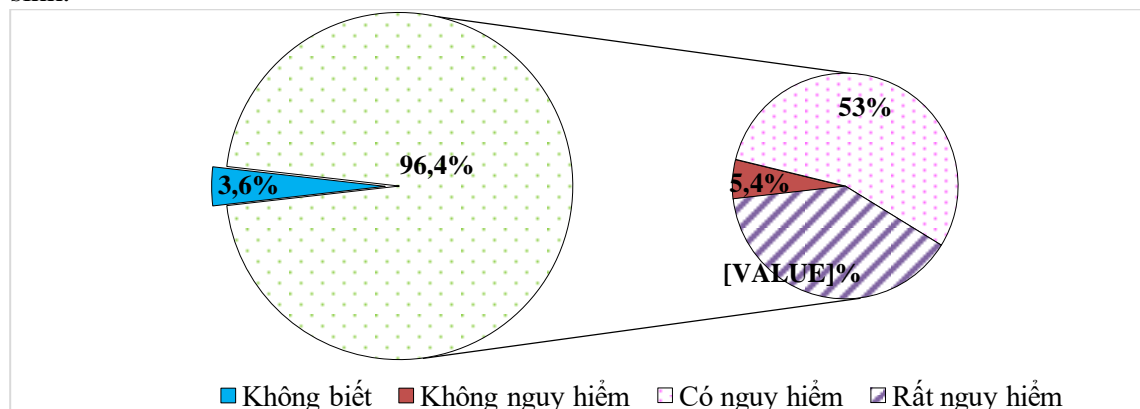 53%
96,4%
3,6%
5,4%
[VALUE]%
Không biết Không nguy hiểm Có nguy hiểm Rất nguy hiểm